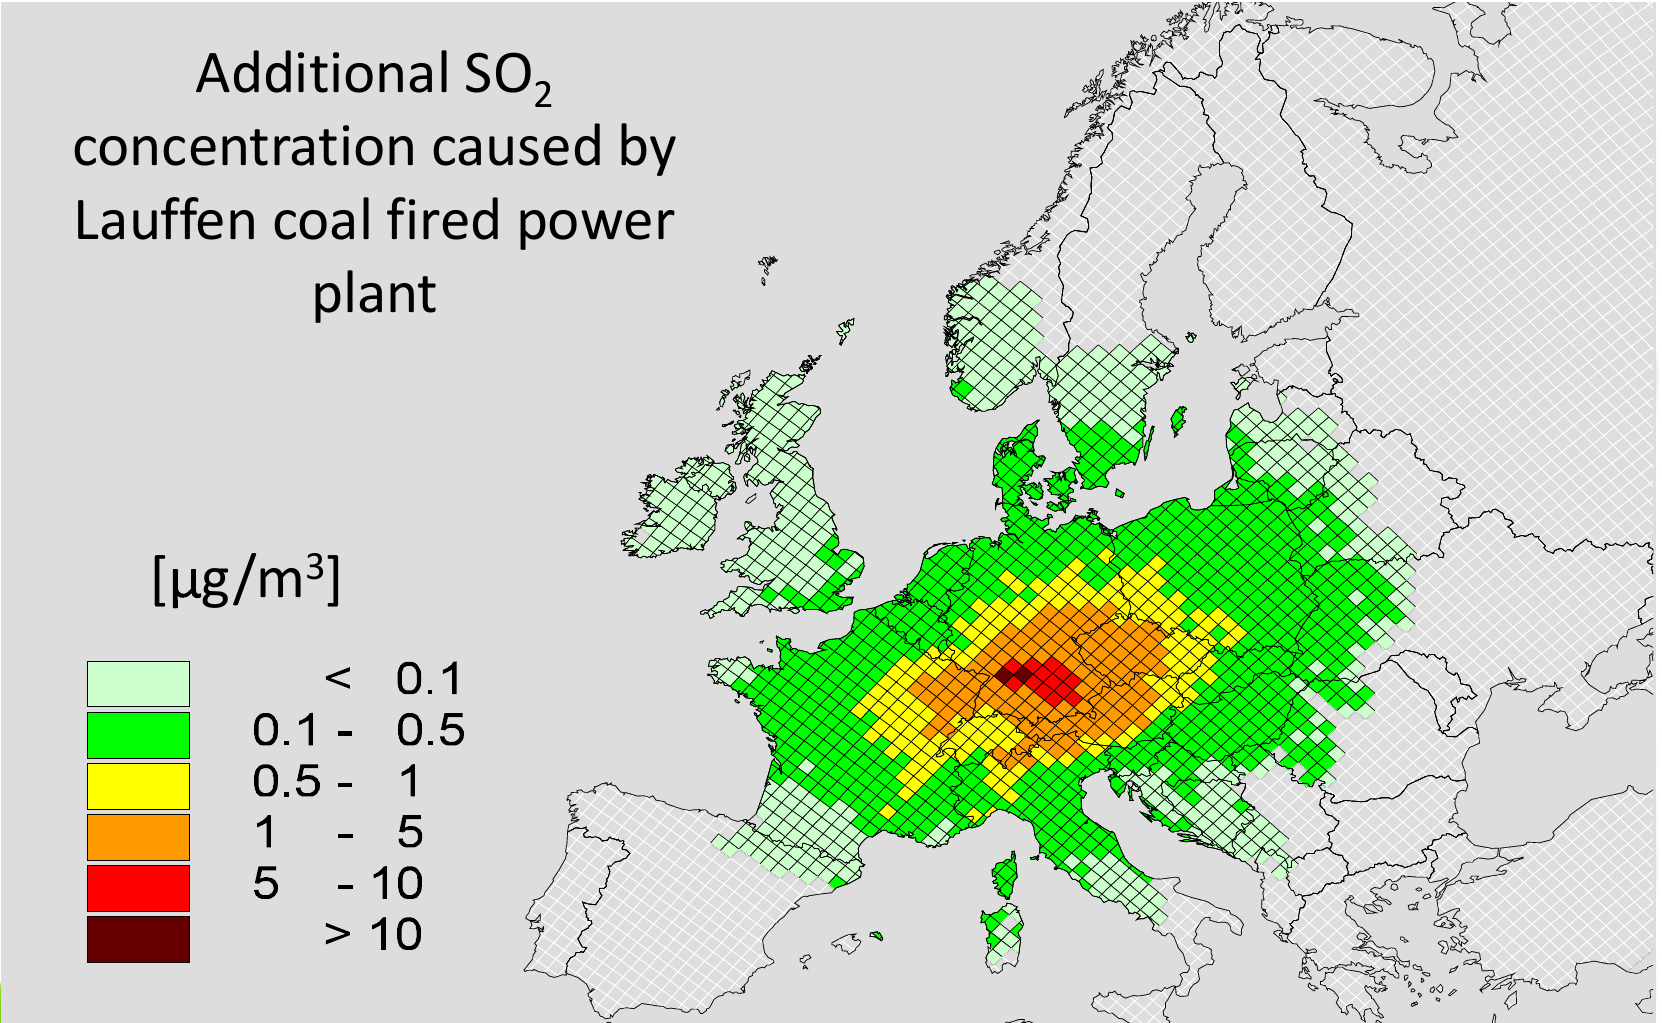 Additional SO₂
concentration caused by
Lauffen coal fired power
plant
[µg/m³]
< 0.1
0.1 - 0.5
0.5 - 1
1 - 5
5 - 10
> 10